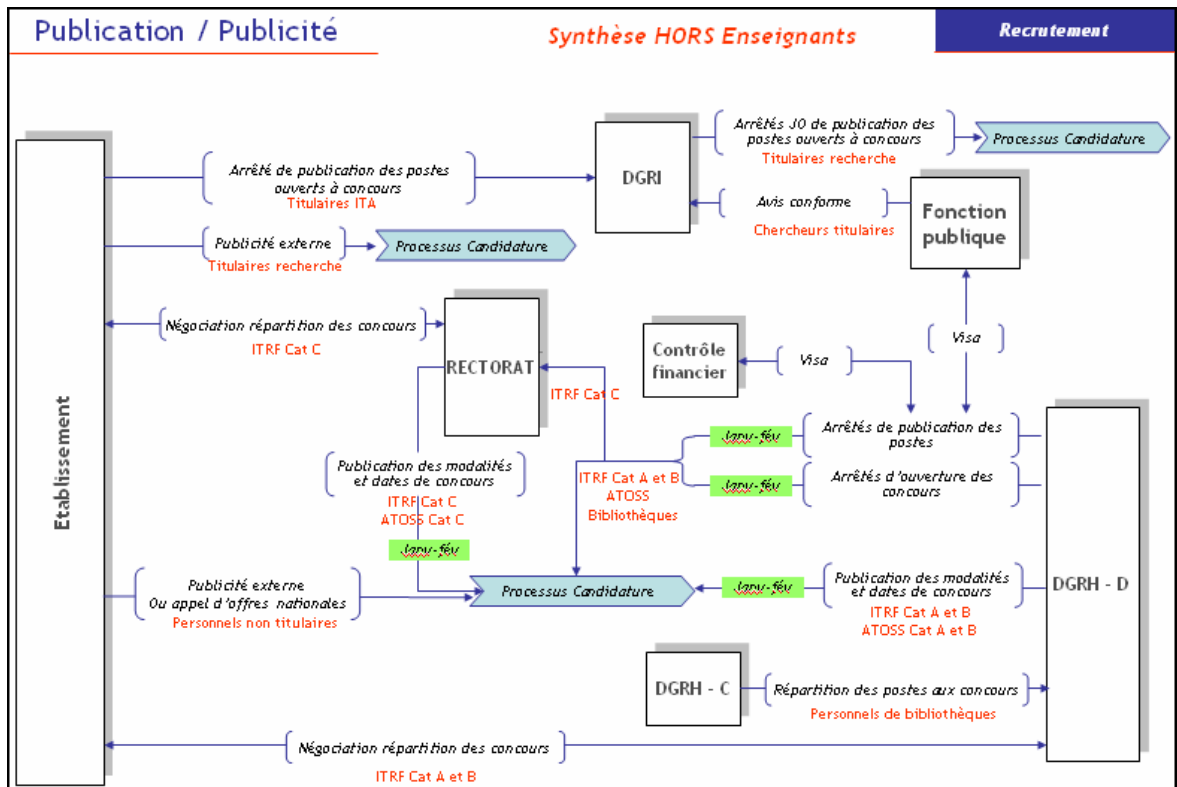 Publication / Publicité
Synthèse HORS Enseignants
Recrutement
Arrêtés JO de publication des
postes ouverts à concours
Titulaires recherche
Processus Candidature
Arrêté de publication des postes
ouverts à concours
Titulaires ITA
DGRI
Avis conforme
Chercheurs titulaires
Fonction
publique
Publicité externe
Titulaires recherche
Processus Candidature
Négociation répartition des concours
ITRF Cat C
RECTORAT
ITRF Cat C
Contrôle
financier
Visa
Visa
Etablissement
Janv-fév
Arrêtés de publication des
postes
Publication des modalités
et dates de concours
ITRF Cat C
ATOSS Cat C
ITRF Cat A et B
ATOSS
Bibliothèques
Janv-fév
Arrêtés d'ouverture des
concours
Janv-fév
Publicité externe
Ou appel d'offres nationales
Personnels non titulaires
Processus Candidature
Janv-fév
Publication des modalités
et dates de concours
ITRF Cat A et B
ATOSS Cat A et B
DGRH - D
DGRH - C
Répartition des postes aux concours
Personnels de bibliothèques
Négociation répartition des concours
ITRF Cat A et B